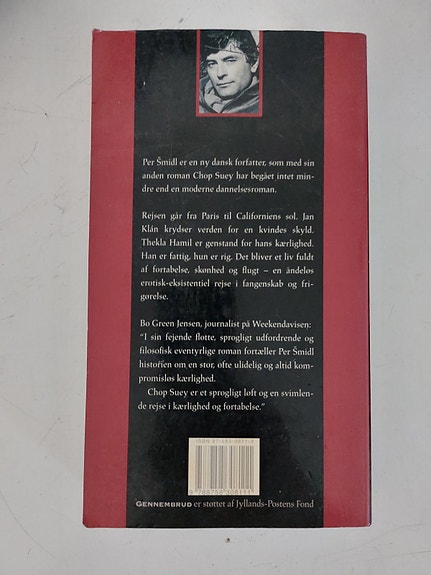 Per Šmidl er en ny dansk forfatter, som med sin
anden roman Chop Suey har begået intet min-
dre end en moderne dannelsesroman.
Rejsen går fra Paris til Californiens sol. Jan
Klán krydser verden for en kvindes skyld.
Thekla Hamil er genstand for hans kærlighed.
Han er fattig, hun er rig. Det bliver et liv fuldt
af fortabelse, skønhed og flugt – en åndeløs
erotisk-eksistentiel rejse i fangenskab og fri-
gørelse.
Bo Green Jensen, journalist på Weekendavisen:
"I sin fejende flotte, sprogligt udfordrende og
filosofisk eventyrlige roman fortæller Per Šmidl
historien om en stor, ofte ulidelig og altid kom-
promisløs kærlighed.
Chop Suey er et sprogligt løft og en svimlen-
de rejse i kærlighed og fortabelse."
ISBN
GENNEMBRUD er støttet af Jyllands-Postens Fond